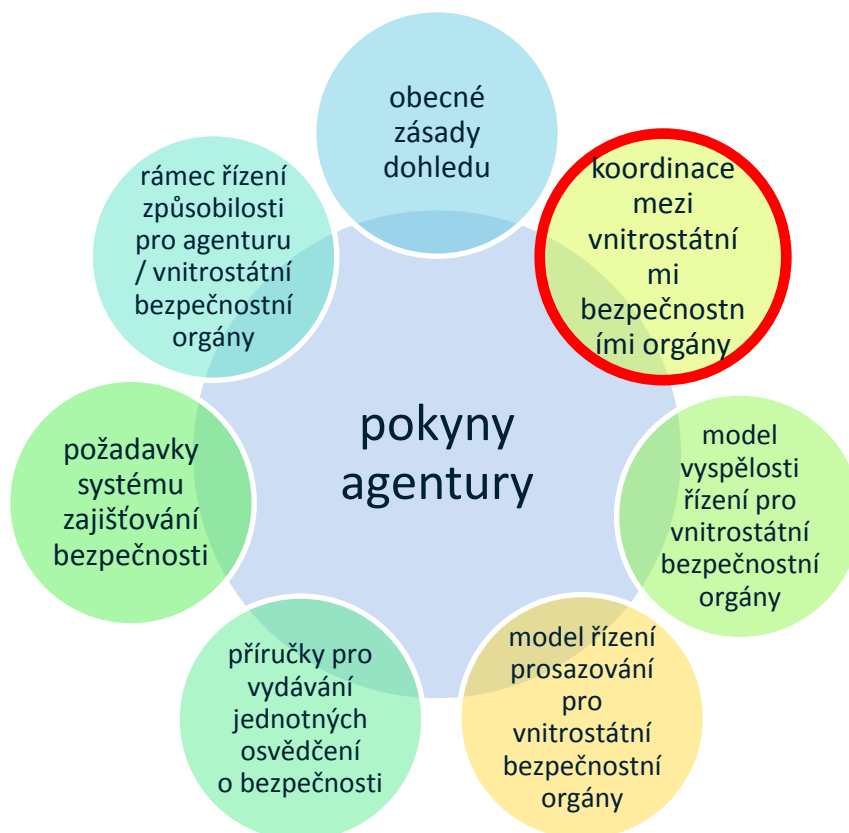 obecné
zásady
dohledu
koordinace
mezi
vnitrostátní
mi
bezpečnostn
ími orgány
model
vyspělosti
řízení pro
vnitrostátní
bezpečnostní
orgány
model řízení
prosazování
pro
vnitrostátní
bezpečnostní
orgány
příručky pro
vydávání
jednotných
osvědčení
o bezpečnosti
požadavky
systému
zajišťování
bezpečnosti
rámec řízení
způsobilosti
pro agenturu
/ vnitrostátní
bezpečnostní
orgány
pokyny
agentury